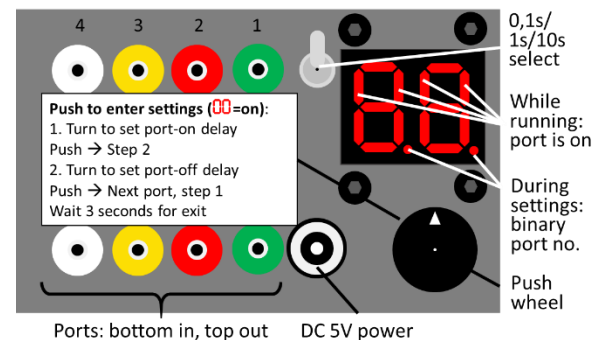 4 3 2 1
0,1s/
1s/10s
select
80.
Push to enter settings (00=on):
1. Turn to set port-on delay
Push → Step 2
2. Turn to set port-off delay
Push → Next port, step 1
Wait 3 seconds for exit
While
running:
port is on
During
settings:
binary
port no.
Push
wheel
Ports: bottom in, top out
DC 5V power